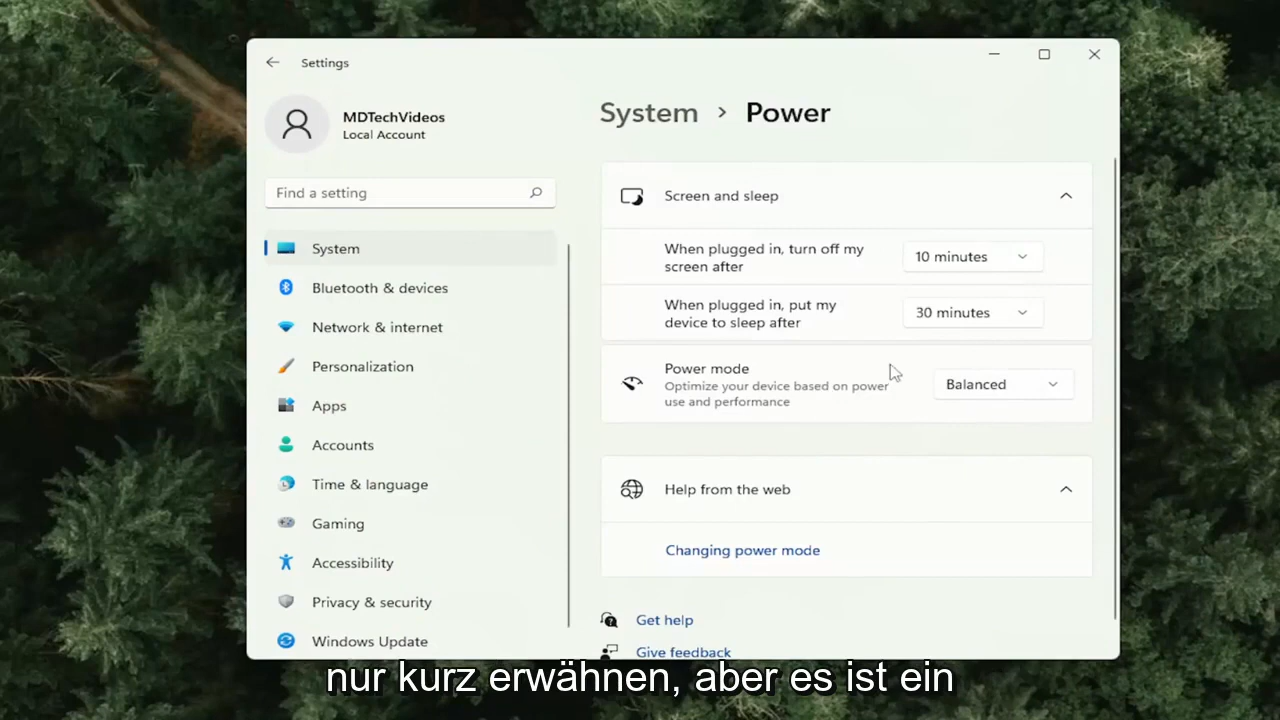 Settings
MDTechVideos
Local Account
Find a setting
System
Bluetooth & devices
Network & internet
Personalization
Apps
Accounts
Time & language
Gaming
Accessibility
Privacy & security
Windows Update
System > Power
Screen and sleep
When plugged in, turn off my
screen after
10 minutes
When plugged in, put my
device to sleep after
30 minutes
Power mode
Optimize your device based on power
use and performance
Balanced
Help from the web
Changing power mode
Get help
Give feedback
nur kurz erwähnen, aber es ist ein